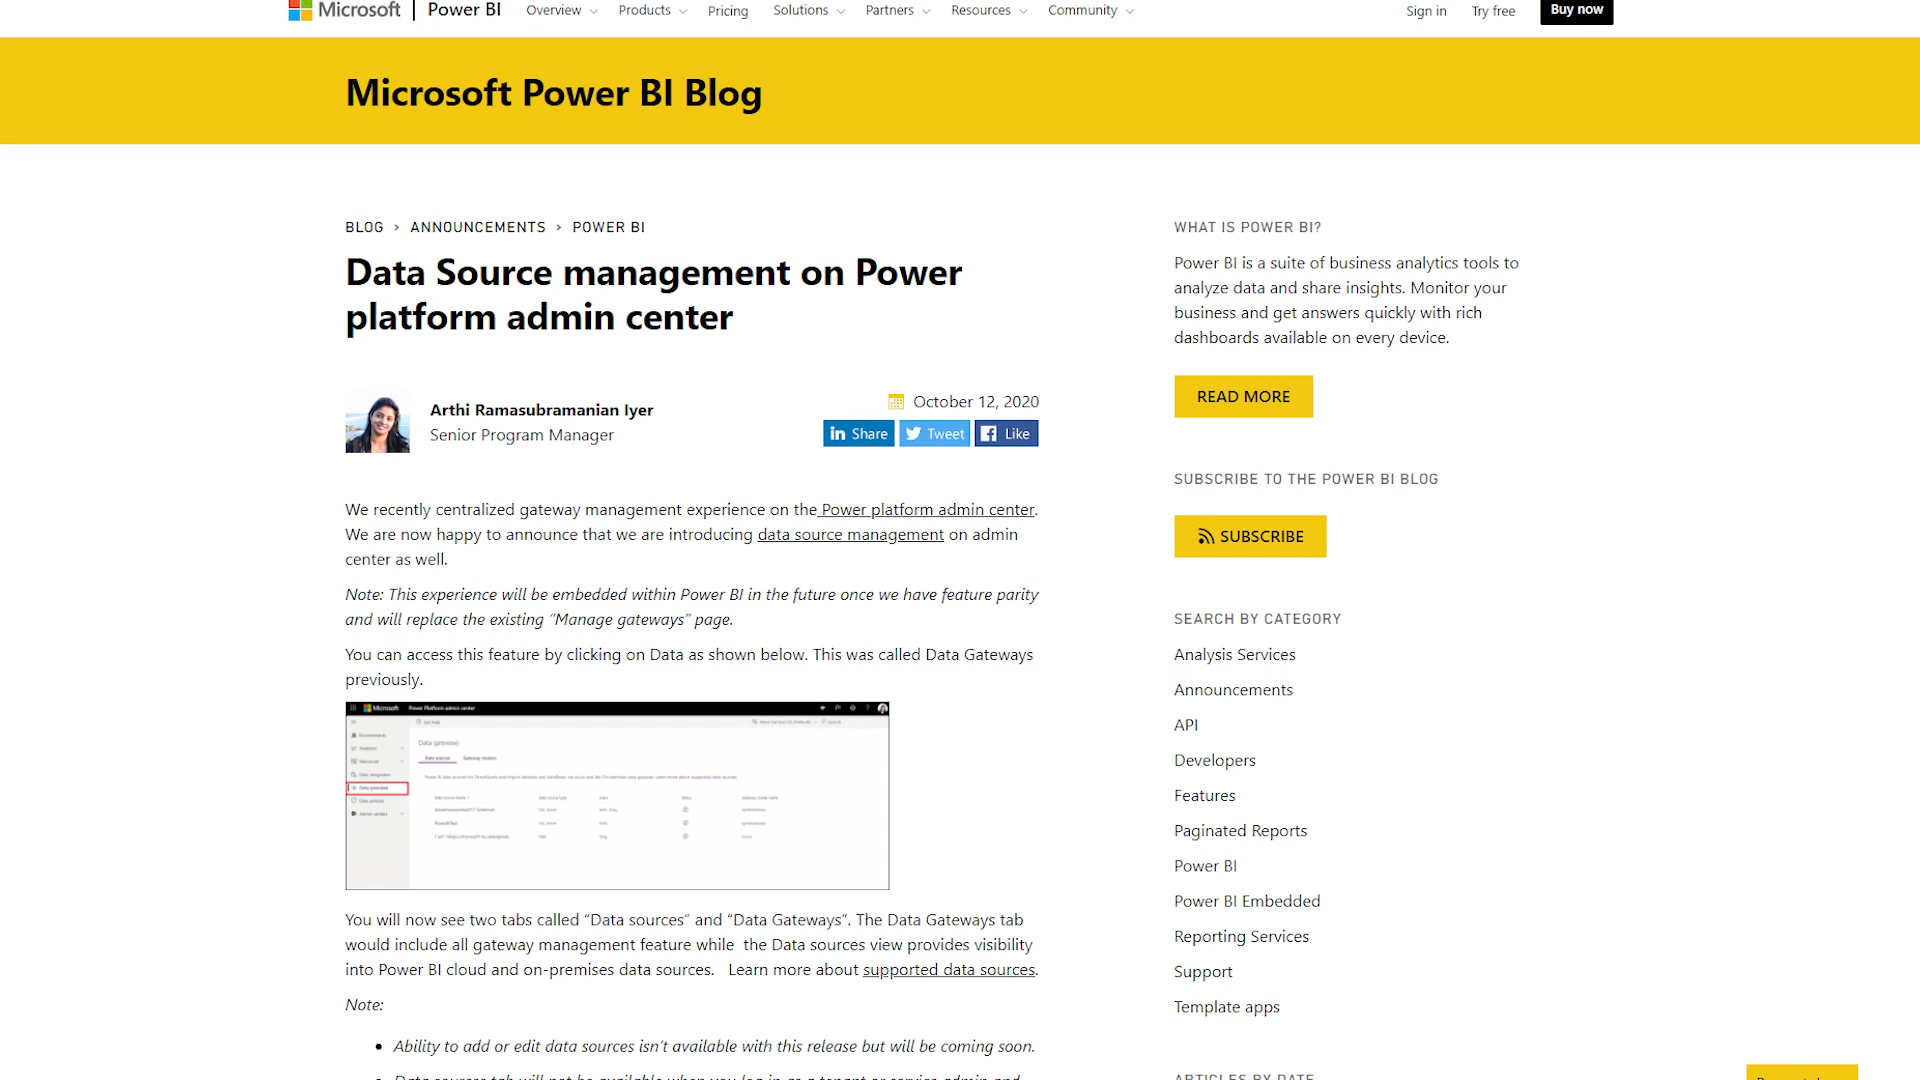 Microsoft Power BI Overview Products Pricing Solutions Partners Resources Community Sign in Try free Buy now
Microsoft Power BI Blog
BLOG > ANNOUNCEMENTS > POWER BI
Data Source management on Power
platform admin center
Arthi Ramasubramanian Iyer
Senior Program Manager
October 12, 2020
Share Tweet Like
We recently centralized gateway management experience on the Power platform admin center.
We are now happy to announce that we are introducing data source management on admin
center as well.
Note: This experience will be embedded within Power BI in the future once we have feature parity
and will replace the existing “Manage gateways” page.
You can access this feature by clicking on Data as shown below. This was called Data Gateways
previously.
Microsoft Power Platform admin center
Data (preview)
Data sources Gateway clusters
You will now see two tabs called “Data sources” and “Data Gateways”. The Data Gateways tab
would include all gateway management feature while the Data sources view provides visibility
into Power BI cloud and on-premises data sources. Learn more about supported data sources.
Note:
• Ability to add or edit data sources isn’t available with this release but will be coming soon.
WHAT IS POWER BI?
Power BI is a suite of business analytics tools to
analyze data and share insights. Monitor your
business and get answers quickly with rich
dashboards available on every device.
READ MORE
SUBSCRIBE TO THE POWER BI BLOG
SUBSCRIBE
SEARCH BY CATEGORY
Analysis Services
Announcements
API
Developers
Features
Paginated Reports
Power BI
Power BI Embedded
Reporting Services
Support
Template apps
ARTICLES BY DATE